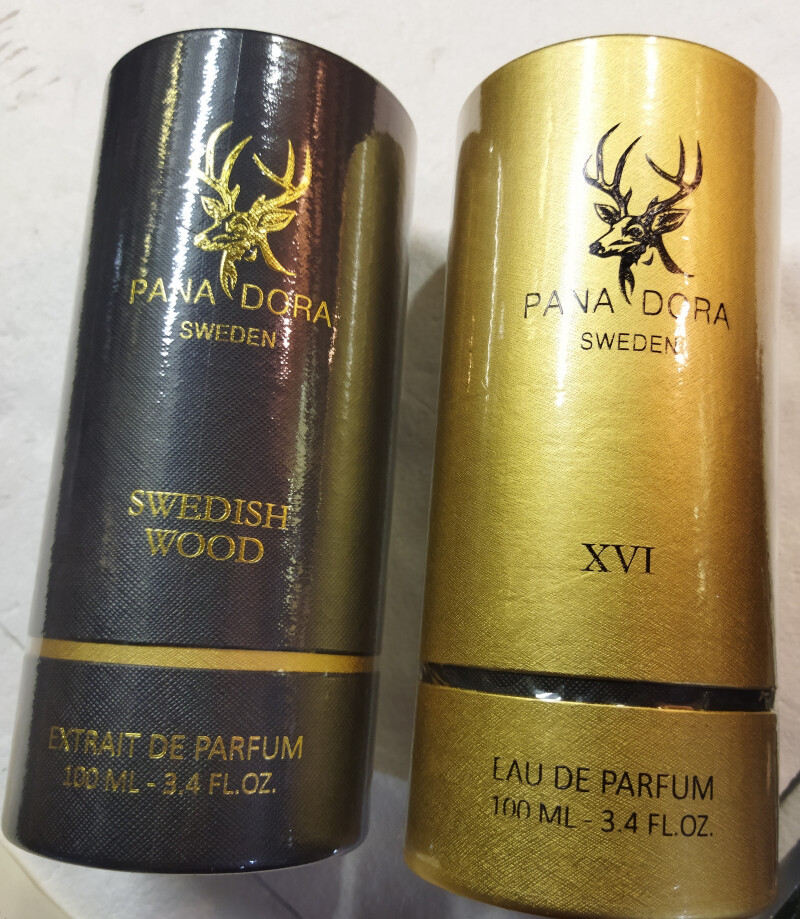 PANA DORA
SWEDEN
SWEDISH
WOOD
EXTRAIT DE PARFUM
100 ML - 3.4 FL.OZ.
PANA DORA
SWEDEN
XVI
EAU DE PARFUM
100 ML - 3.4 FL.OZ.